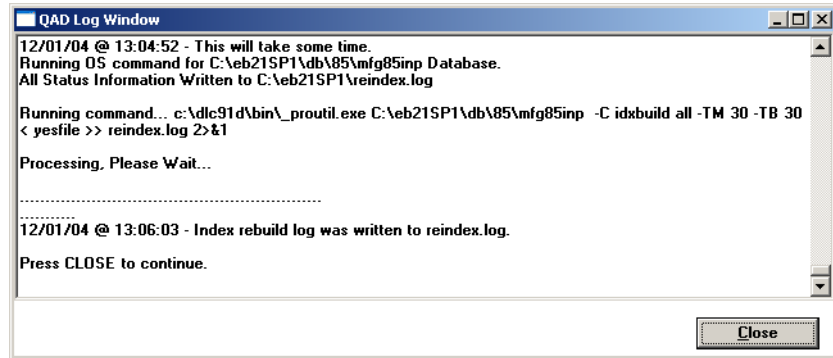 QAD Log Window
12/01/04 @ 13:04:52 - This will take some time.
Running OS command for C:\eb21SP1\db\85\mfg85inp Database.
All Status Information Written to C:\eb21SP1\reindex.log
Running command... c:\dlc91d\bin\_proutil.exe C:\eb21SP1\db\85\mfg85inp -C idxbuild all -TM 30 -TB 30
< yesfile >> reindex.log 2>&1
Processing, Please Wait...
........................................................
...........
12/01/04 @ 13:06:03 - Index rebuild log was written to reindex.log.
Press CLOSE to continue.
Close